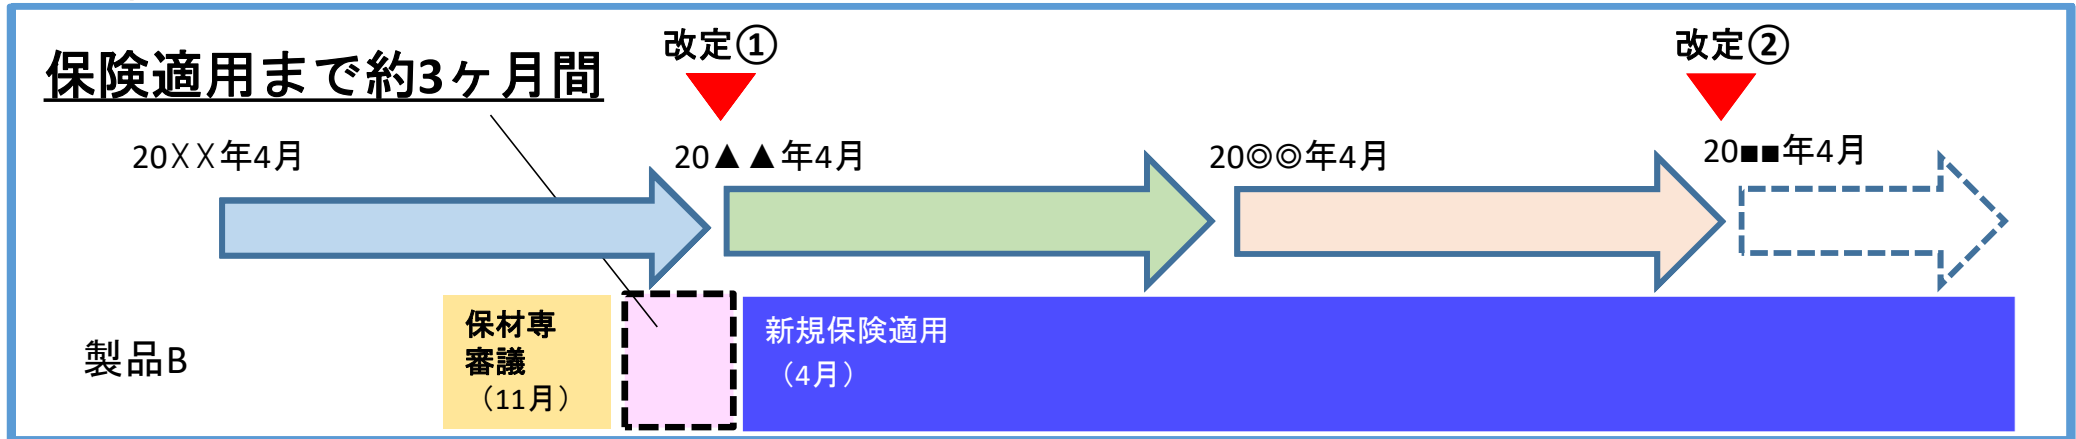 保険適用まで約3ヶ月間
改定①
改定②
20XX年4月
20▲▲年4月
20◎◎年4月
20■■年4月
製品B
保材専
審議
（11月）
新規保険適用
（4月）